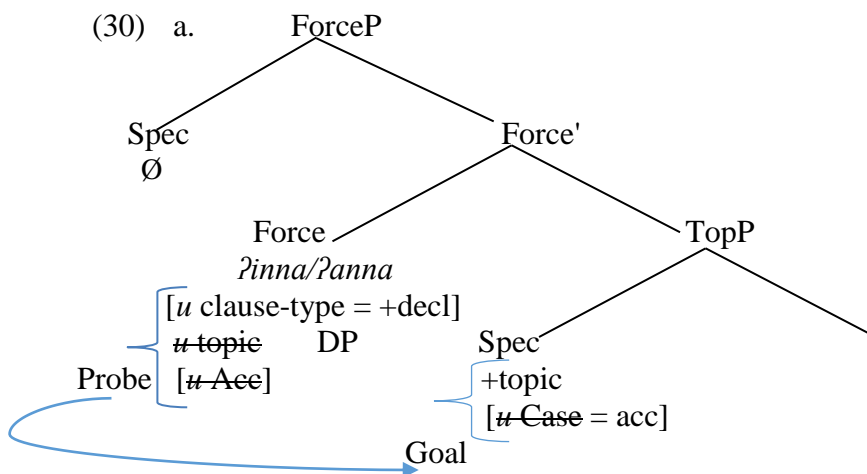 (30) a. ForceP
Spec Force'
Ø
Force TopP
ʔinna/ʔanna
[u clause-type = +decl]
u topic DP Spec
Probe [u Acc] +topic
[u Case = acc]
Goal